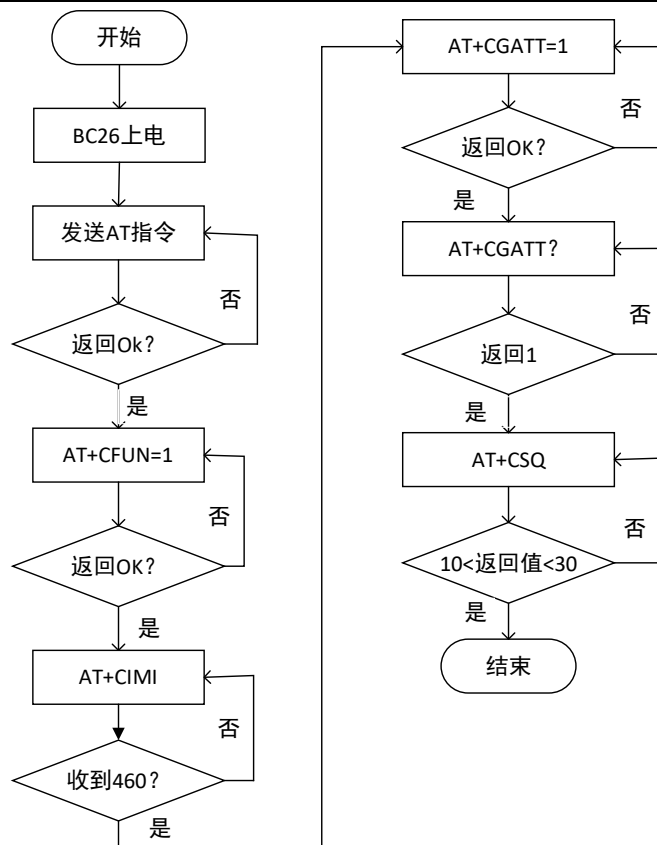 开始
BC26上电
发送AT指令
否
返回Ok?
是
AT+CFUN=1
否
返回OK?
是
AT+CIMI
否
收到460?
是
AT+CGATT=1
否
返回OK?
是
AT+CGATT?
否
返回1
是
AT+CSQ
否
10<返回值<30
是
结束